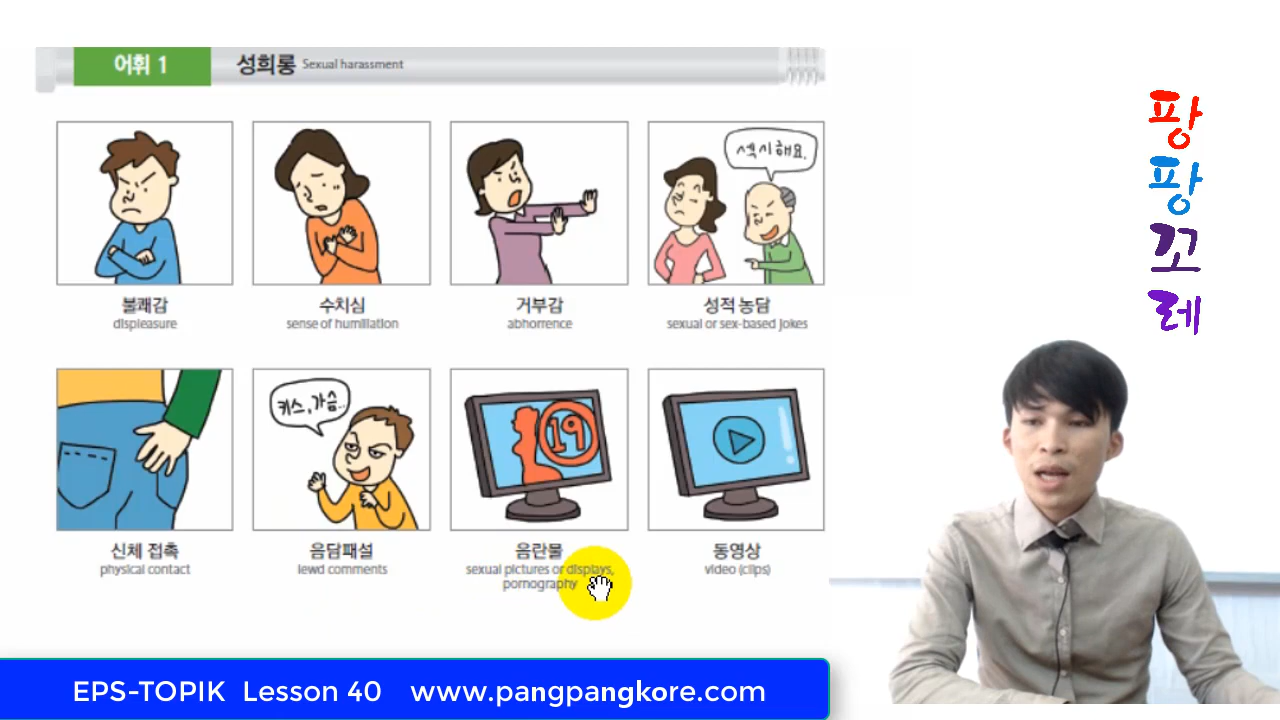 어휘 1
성희롱 Sexual harassment
섹시해요.
불쾌감
displeasure
수치심
sense of humiliation
거부감
abhorrence
성적 농담
sexual or sex-based jokes
키스,가슴..
19
신체 접촉
physical contact
음담패설
lewd comments
음란물
sexual pictures or displays,
pornography
동영상
video (clips)
팡
팡
꼬
레
EPS-TOPIK Lesson 40 www.pangpangkore.com